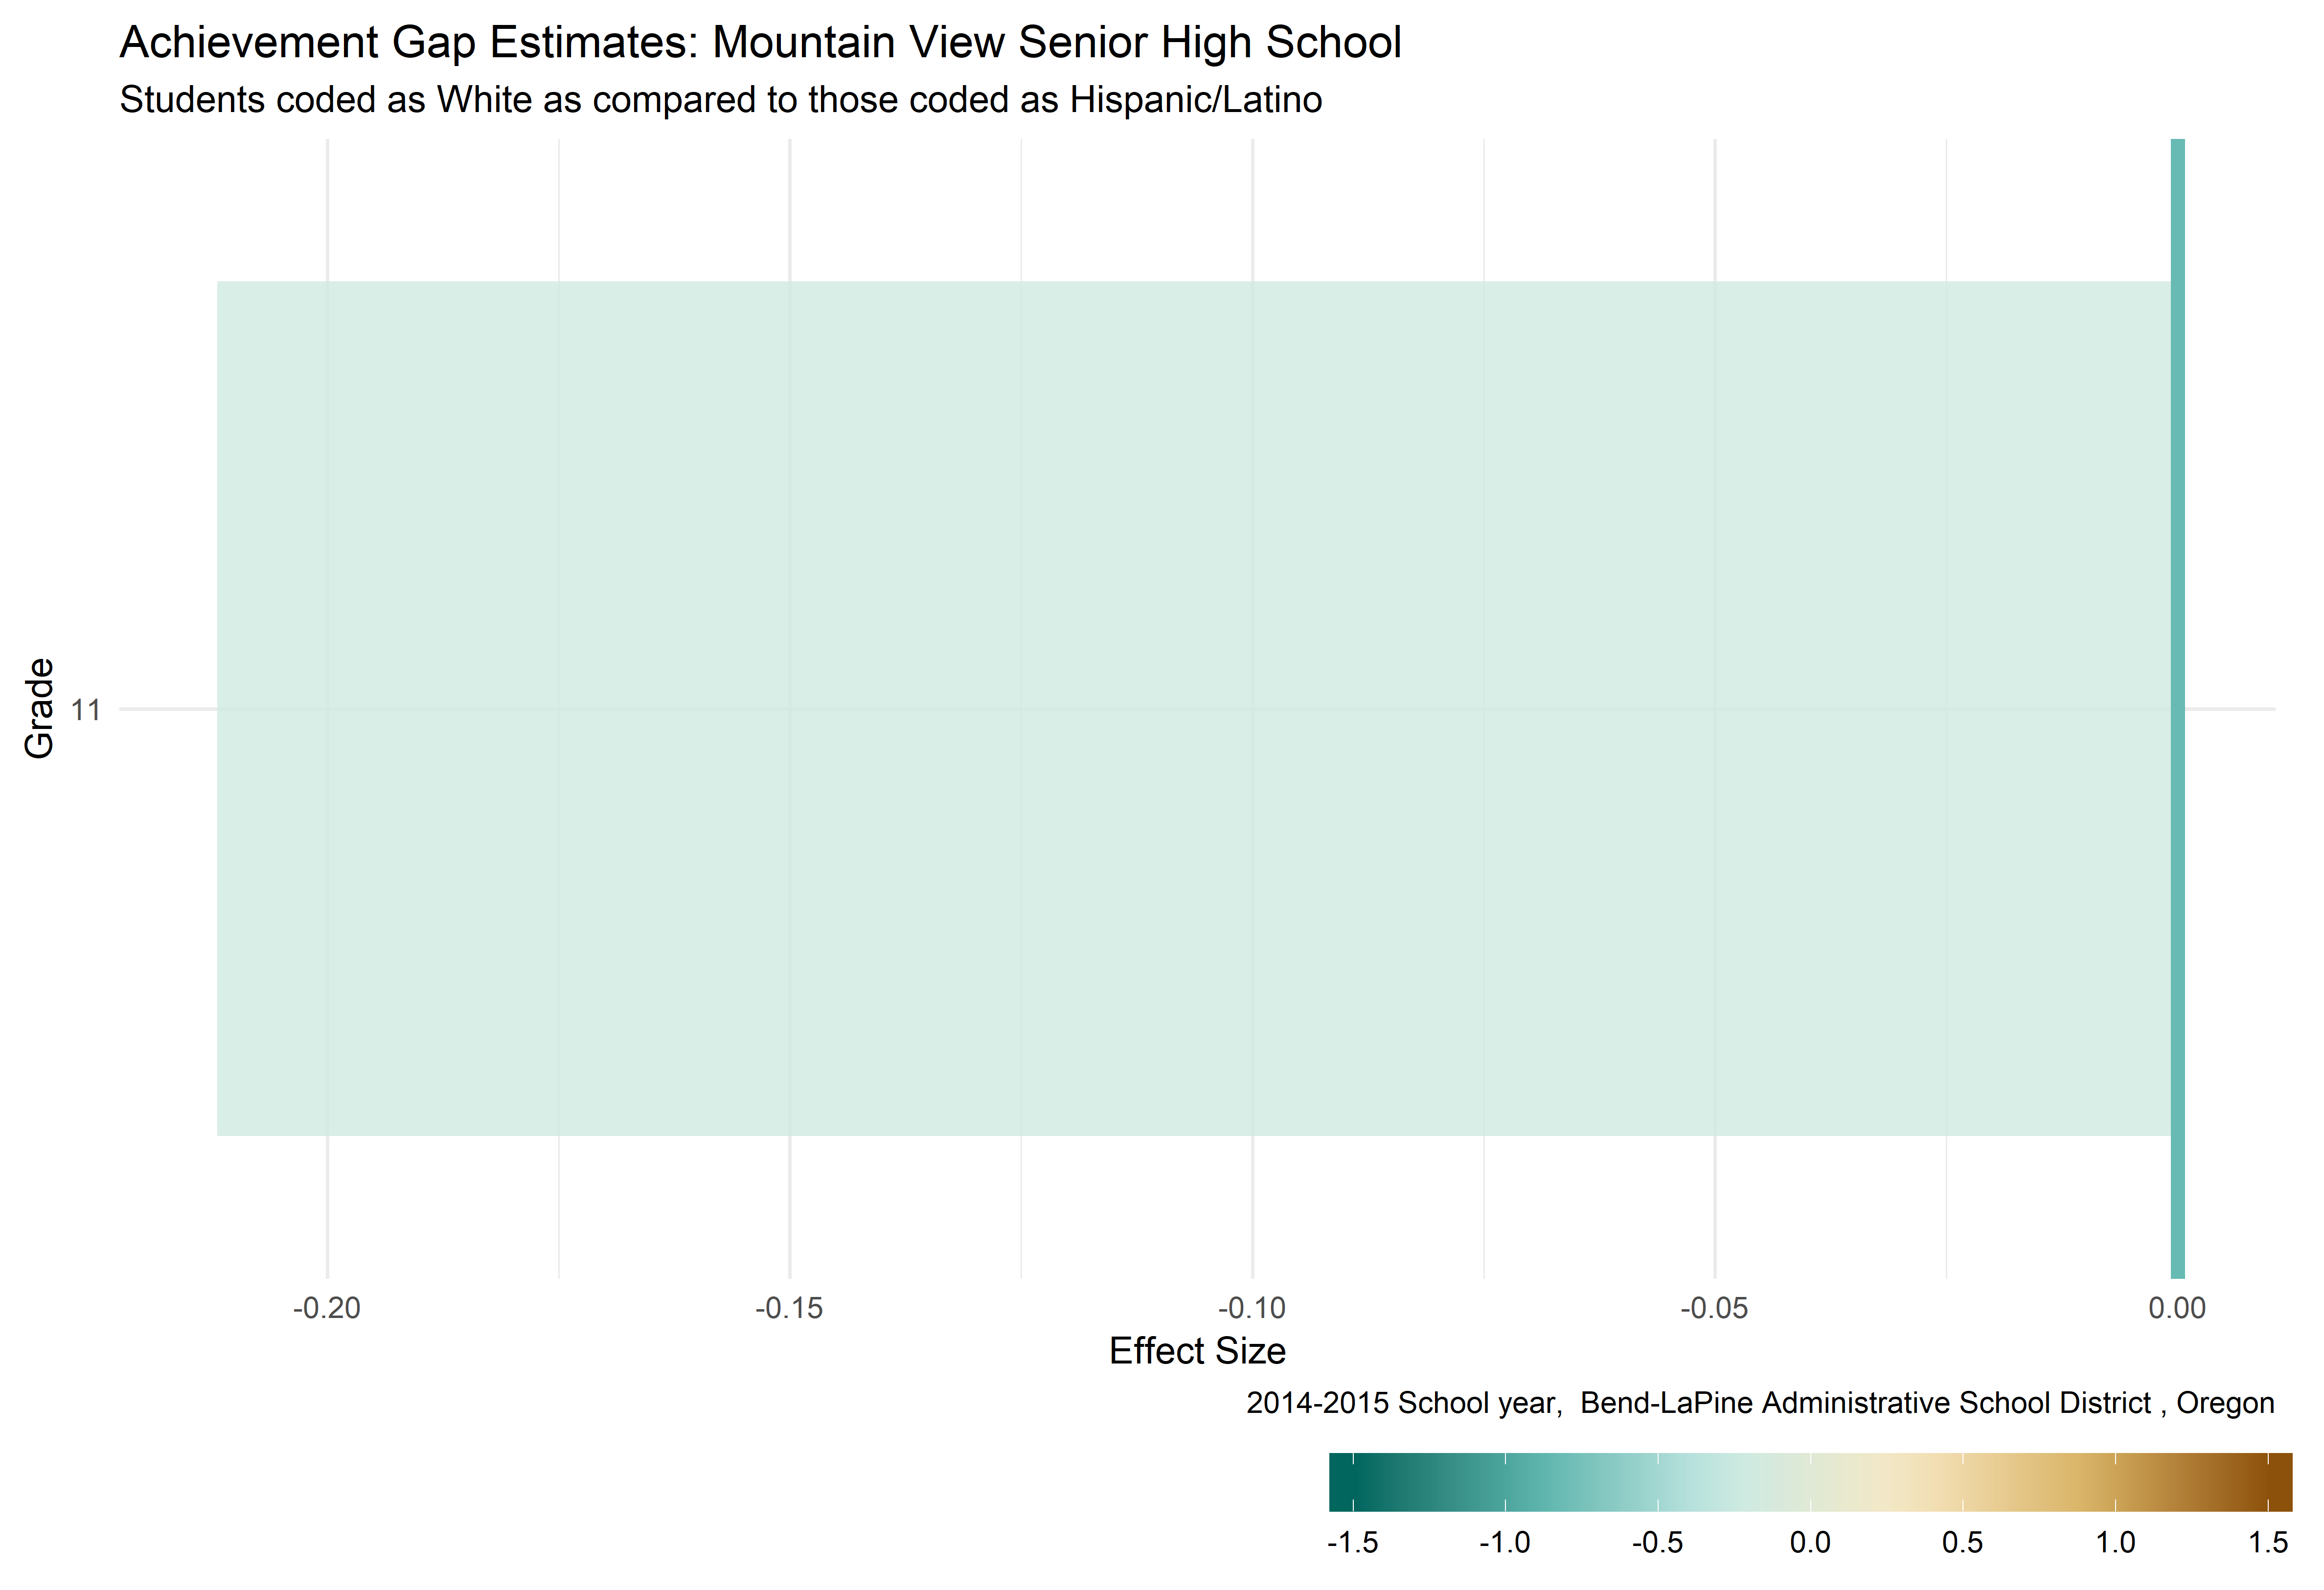 Achievement Gap Estimates: Mountain View Senior High School
Students coded as White as compared to those coded as Hispanic/Latino
Grade
11
-0.20 -0.15 -0.10 -0.05 0.00
Effect Size
2014-2015 School year,  Bend-LaPine Administrative School District , Oregon
-1.5 -1.0 -0.5 0.0 0.5 1.0 1.5